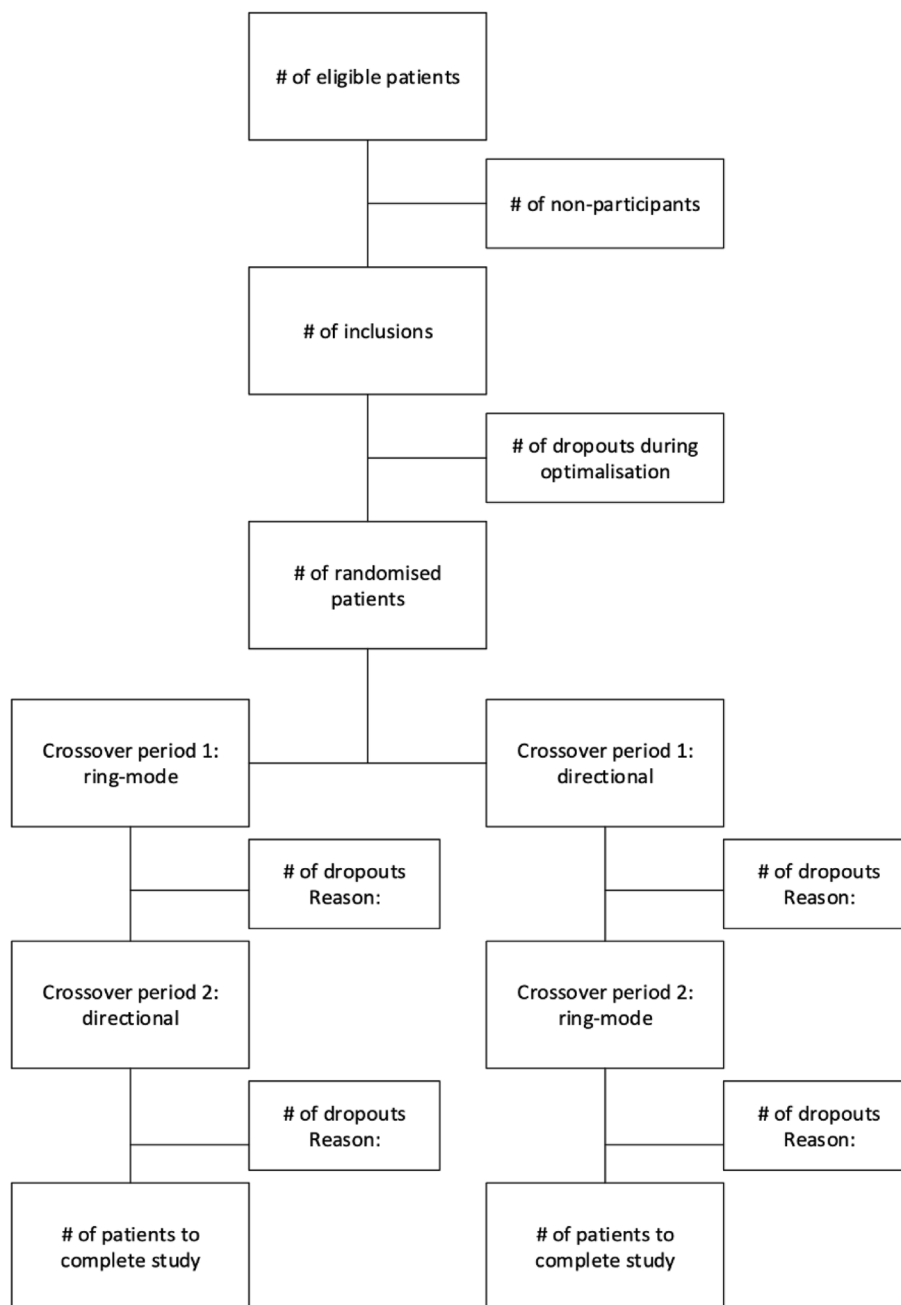 # of eligible patients
# of non-participants
# of inclusions
# of dropouts during
optimalisation
# of randomised
patients
Crossover period 1:
ring-mode
Crossover period 1:
directional
# of dropouts
Reason:
# of dropouts
Reason:
Crossover period 2:
directional
Crossover period 2:
ring-mode
# of dropouts
Reason:
# of dropouts
Reason:
# of patients to
complete study
# of patients to
complete study